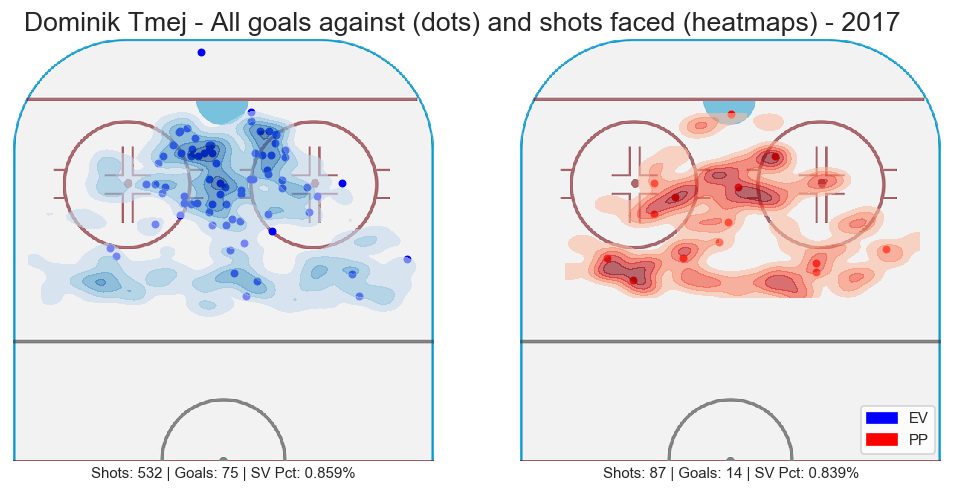 Dominik Tmej - All goals against (dots) and shots faced (heatmaps) - 2017
EV
PP
Shots: 532 | Goals: 75 | SV Pct: 0.859%
Shots: 87 | Goals: 14 | SV Pct: 0.839%